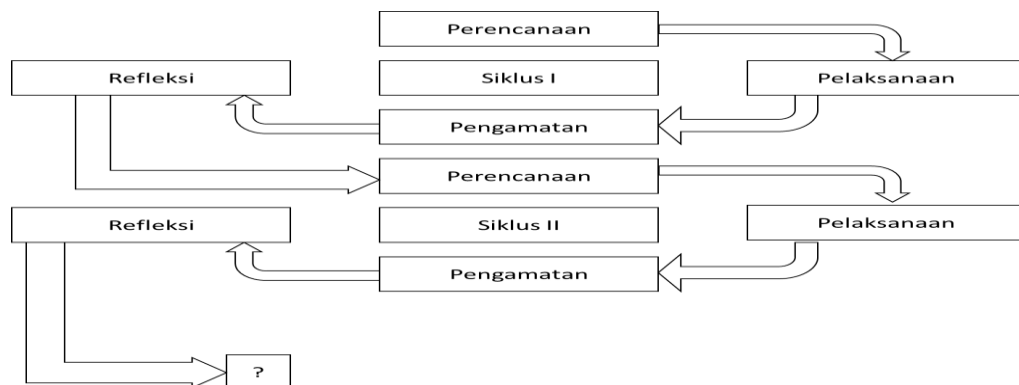 Perencanaan
Refleksi
Siklus I
Pelaksanaan
Pengamatan
Perencanaan
Refleksi
Siklus II
Pelaksanaan
Pengamatan
?